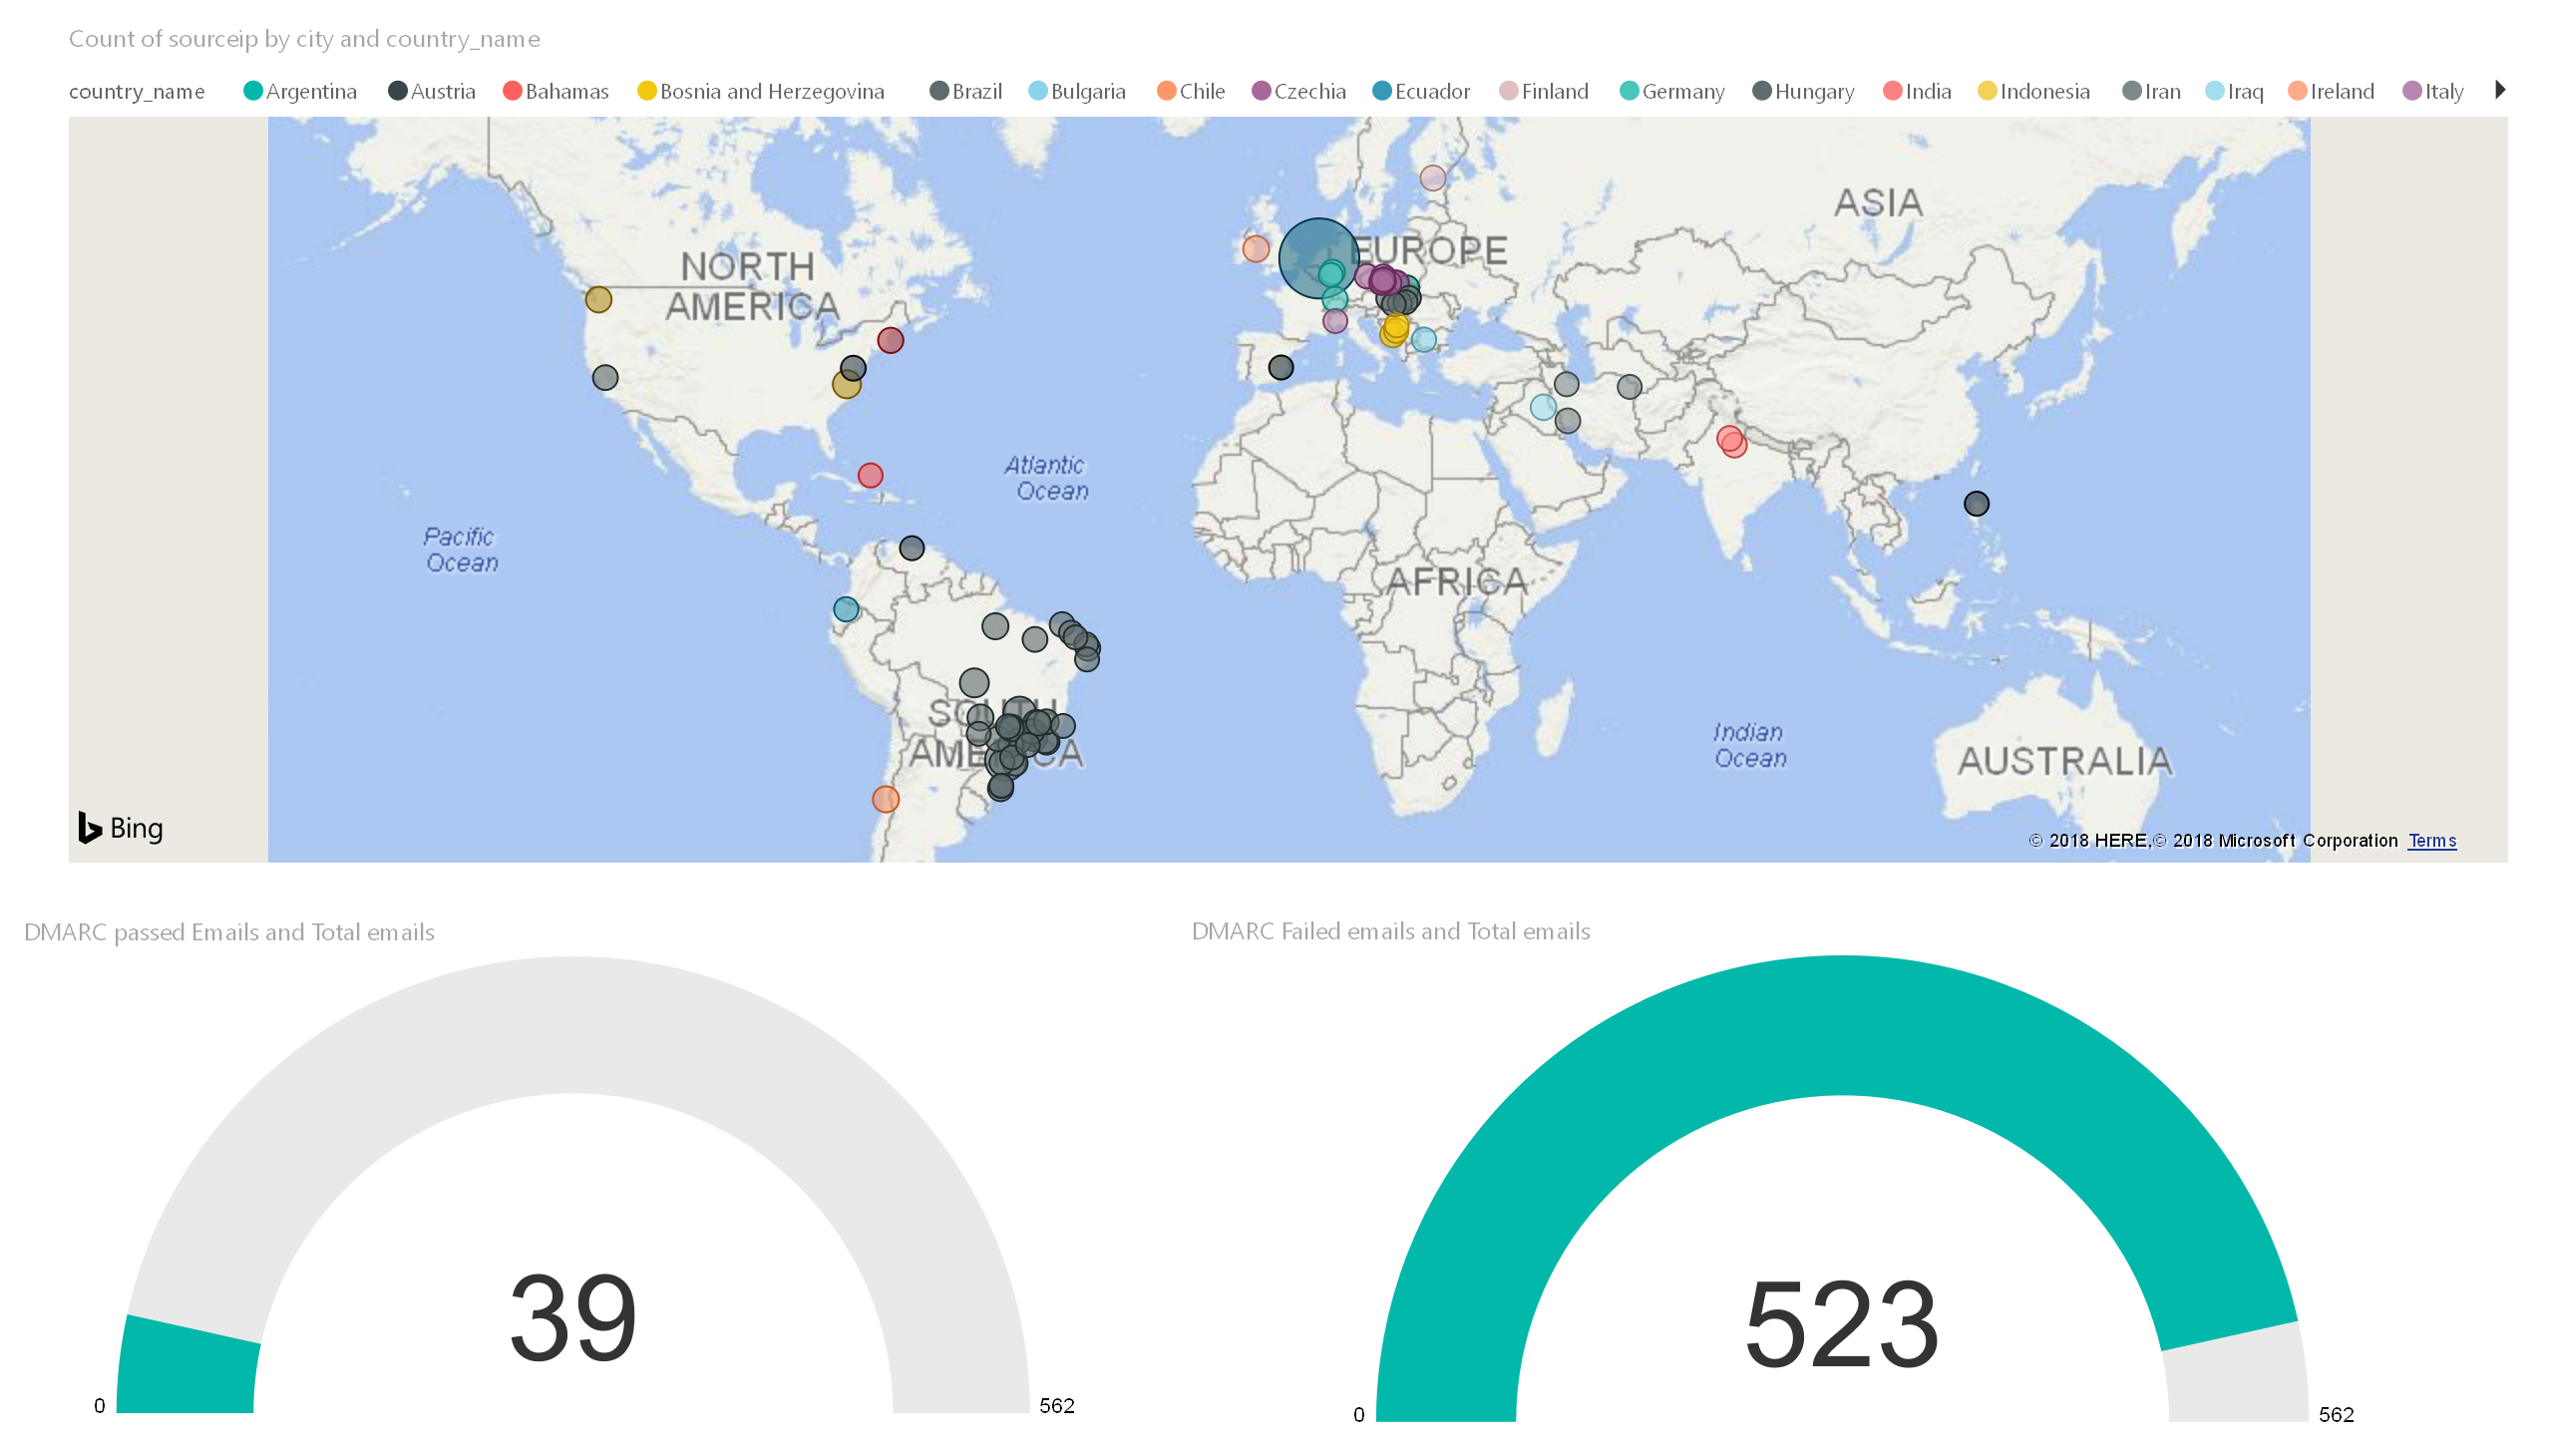 Count of sourceip by city and country_name
country_name Argentina Austria Bahamas Bosnia and Herzegovina Brazil Bulgaria Chile Czechia Ecuador Finland Germany Hungary India Indonesia Iran Iraq Ireland Italy
ASIA
EUROPE
NORTH
AMERICA
Atlantic
Ocean
Pacific
Ocean
AFRICA
SOUTH
AMERICA
Indian
Ocean
AUSTRALIA
Bing
© 2018 HERE,© 2018 Microsoft Corporation Terms
DMARC passed Emails and Total emails
39
0
562
DMARC Failed emails and Total emails
523
0
562